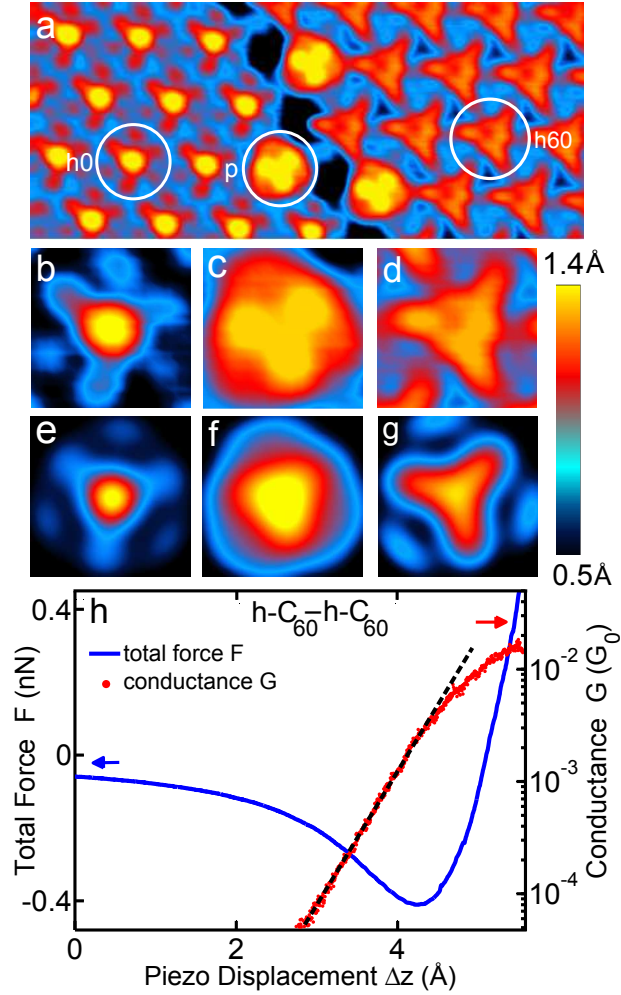 a
h0
p
h60
b
c
d
1.4Å
e
f
g
0.5Å
h
h-C60–h-C60
total force F
conductance G
0.4
0
-0.4
Total Force F (nN)
10-2
10-3
10-4
Conductance G (G0)
0
2
4
Piezo Displacement Δz (Å)